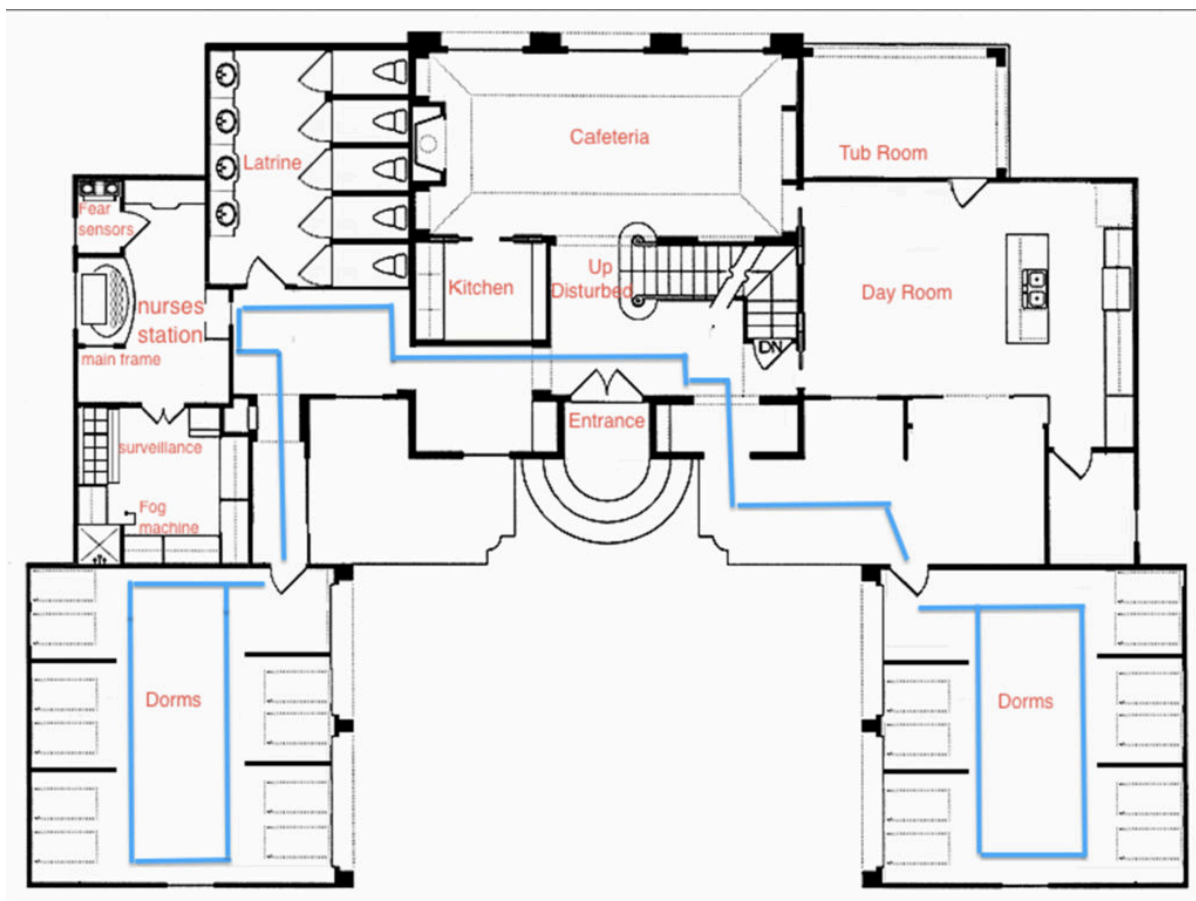 Cafeteria
Tub Room
Latrine
Fear
sensors
Up
Disturbed
Kitchen
Day Room
nurses
station
main frame
DN
Entrance
surveillance
Fog
machine
Dorms
Dorms